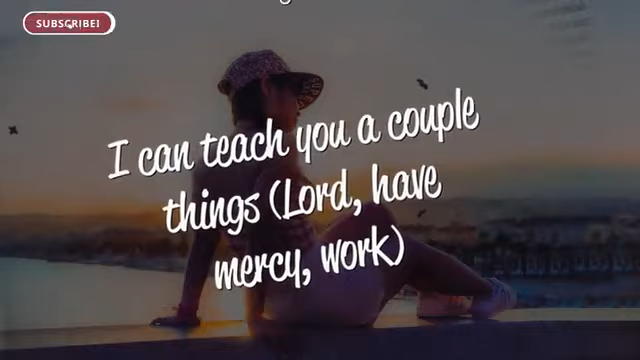 SUBSCRIBE!
I can teach you a couple
things (Lord, have
mercy, work)